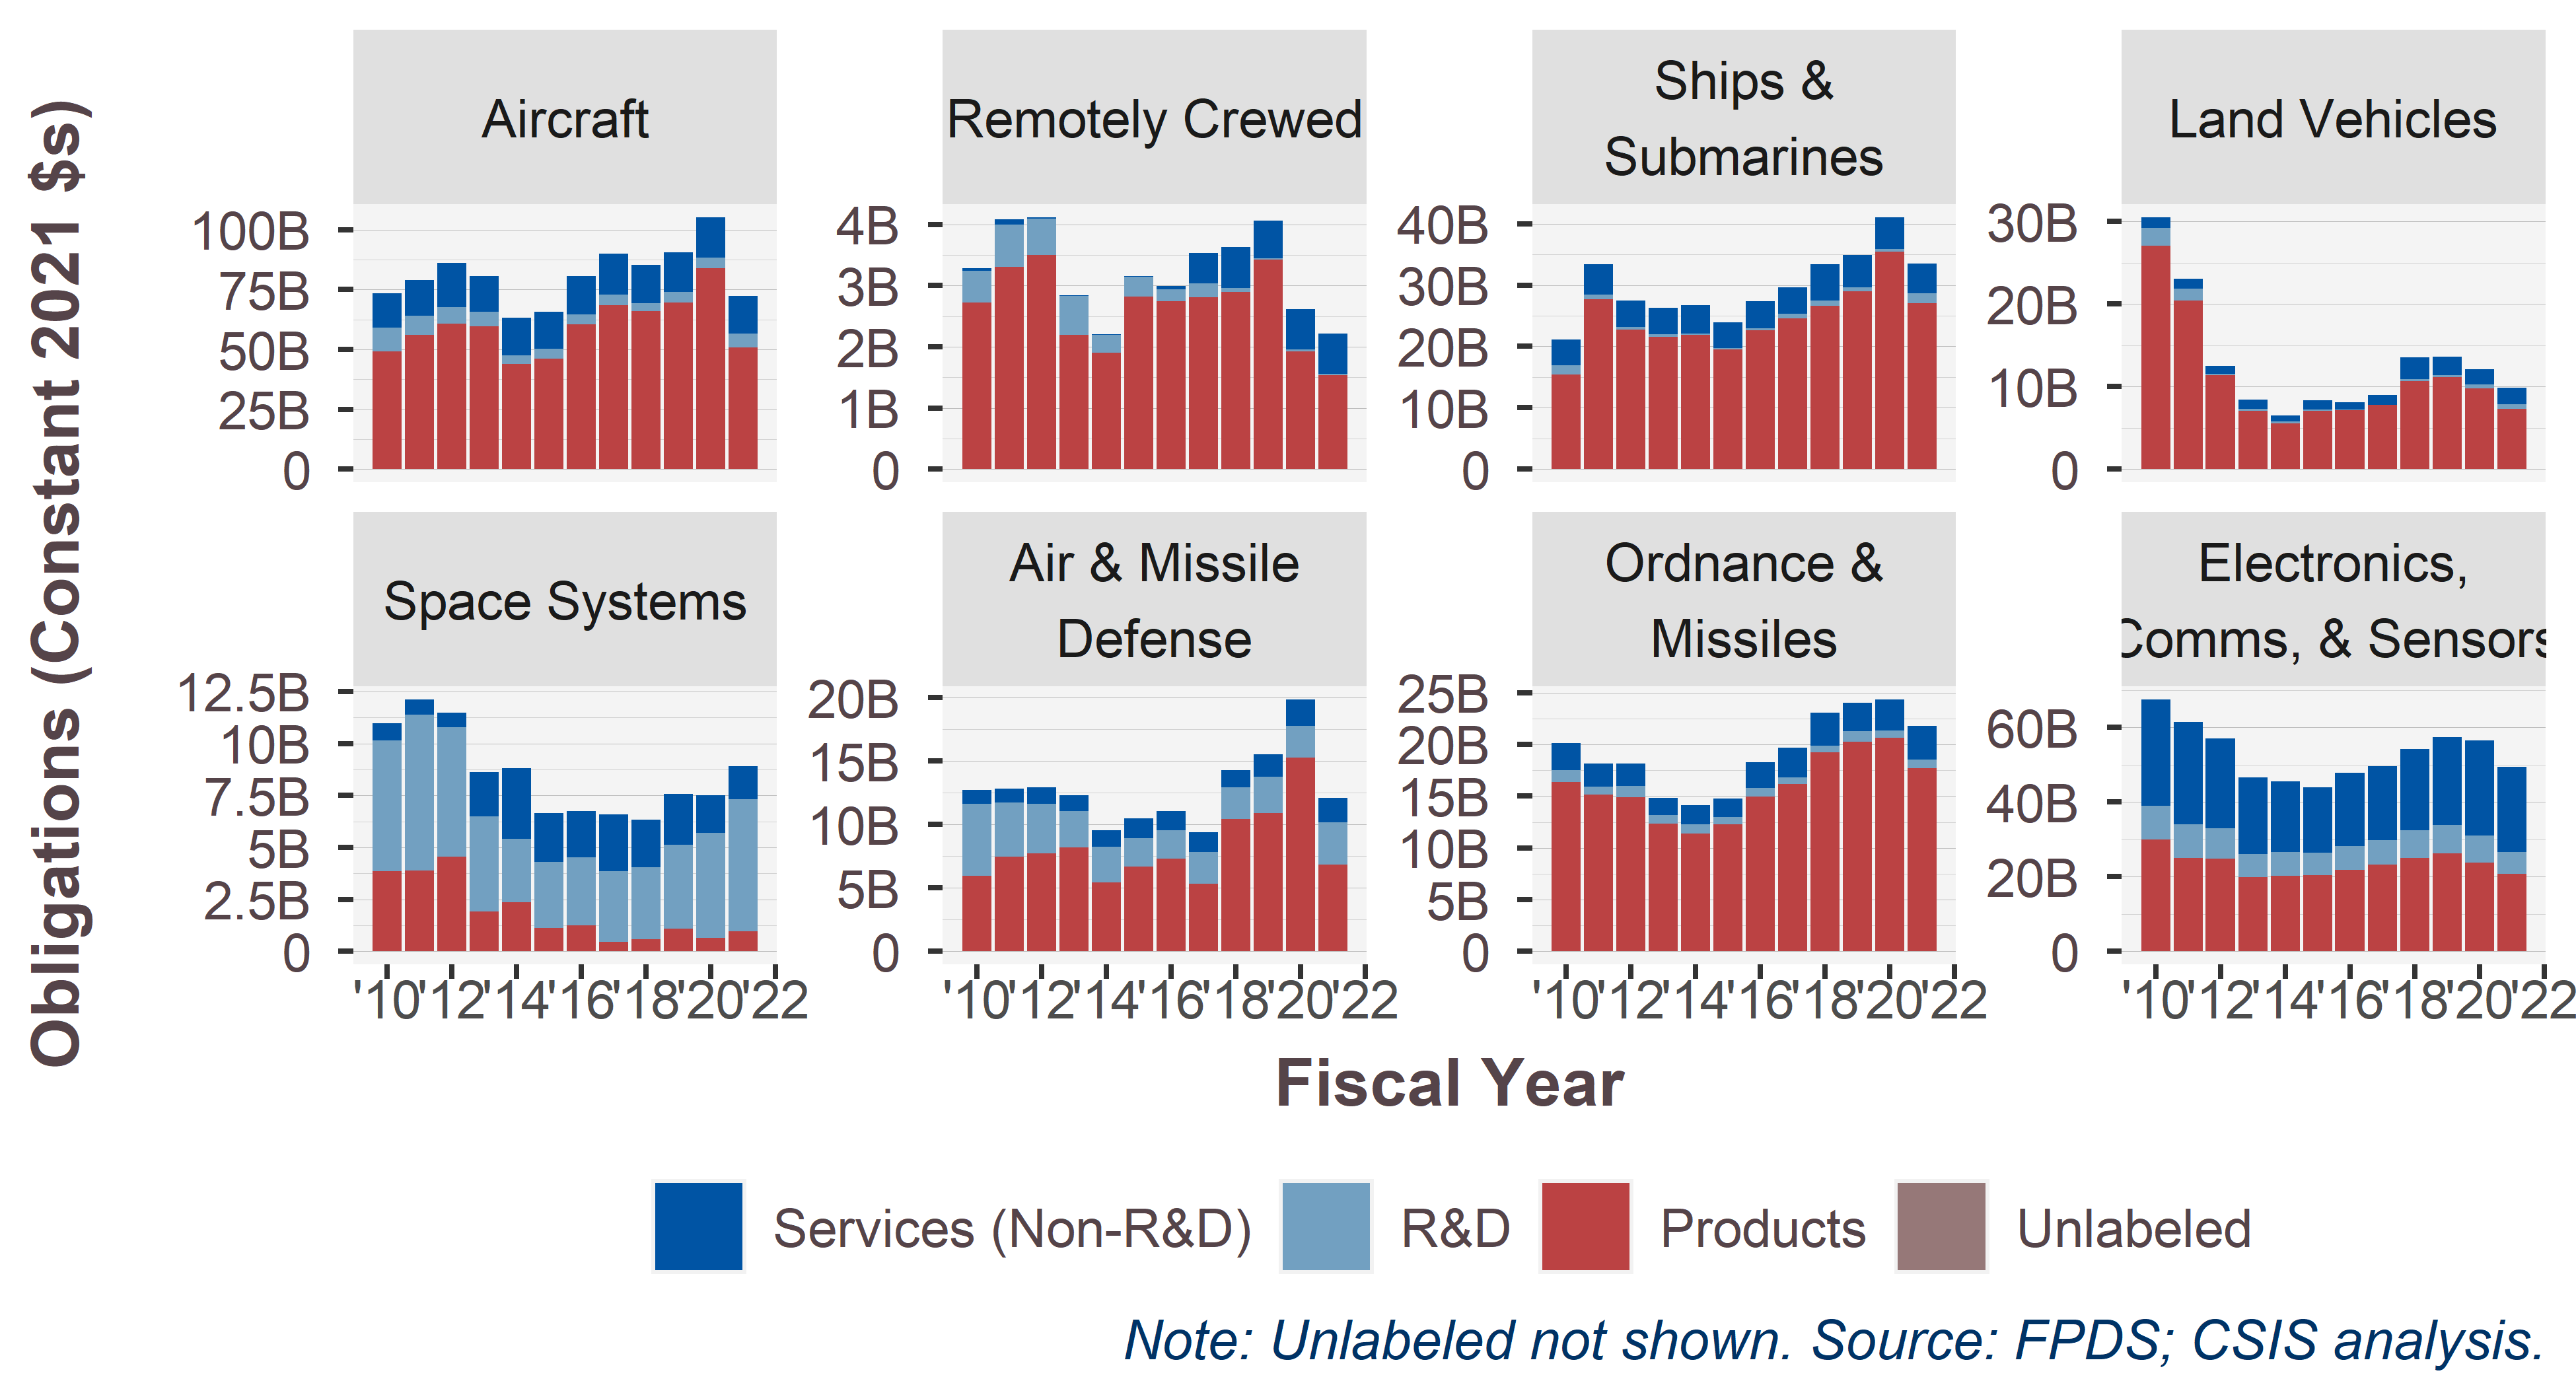 Obligations (Constant 2021 $s)
Aircraft
100B
75B
50B
25B
0
Remotely Crewed
4B
3B
2B
1B
0
Ships &
Submarines
40B
30B
20B
10B
0
Land Vehicles
30B
20B
10B
0
Space Systems
12.5B
10B
7.5B
5B
2.5B
0
'10 '12 '14 '16 '18 '20 '22
Air & Missile
Defense
20B
15B
10B
5B
0
'10 '12 '14 '16 '18 '20 '22
Ordnance &
Missiles
25B
20B
15B
10B
5B
0
'10 '12 '14 '16 '18 '20 '22
Electronics,
Comms, & Sensors
60B
40B
20B
0
'10 '12 '14 '16 '18 '20 '22
Fiscal Year
Services (Non-R&D) R&D Products Unlabeled
Note: Unlabeled not shown. Source: FPDS; CSIS analysis.